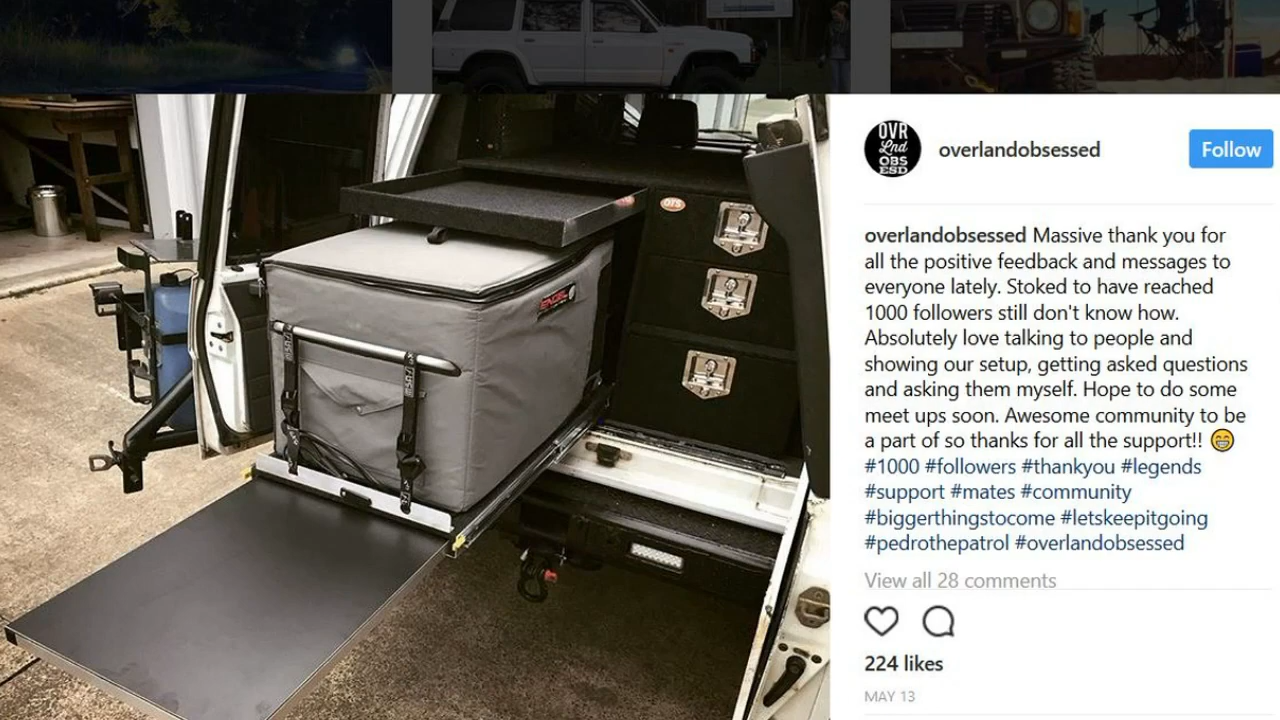 OVR
Lnd
OBS
ESD
overlandobsessed
Follow
overlandobsessed Massive thank you for
all the positive feedback and messages to
everyone lately. Stoked to have reached
1000 followers still don't know how.
Absolutely love talking to people and
showing our setup, getting asked questions
and asking them myself. Hope to do some
meet ups soon. Awesome community to be
a part of so thanks for all the support!! 😁
#1000 #followers #thankyou #legends
#support #mates #community
#biggerthingstocome #letskeepitgoing
#pedrothepatrol #overlandobsessed
View all 28 comments
224 likes
MAY 13
ENGEL